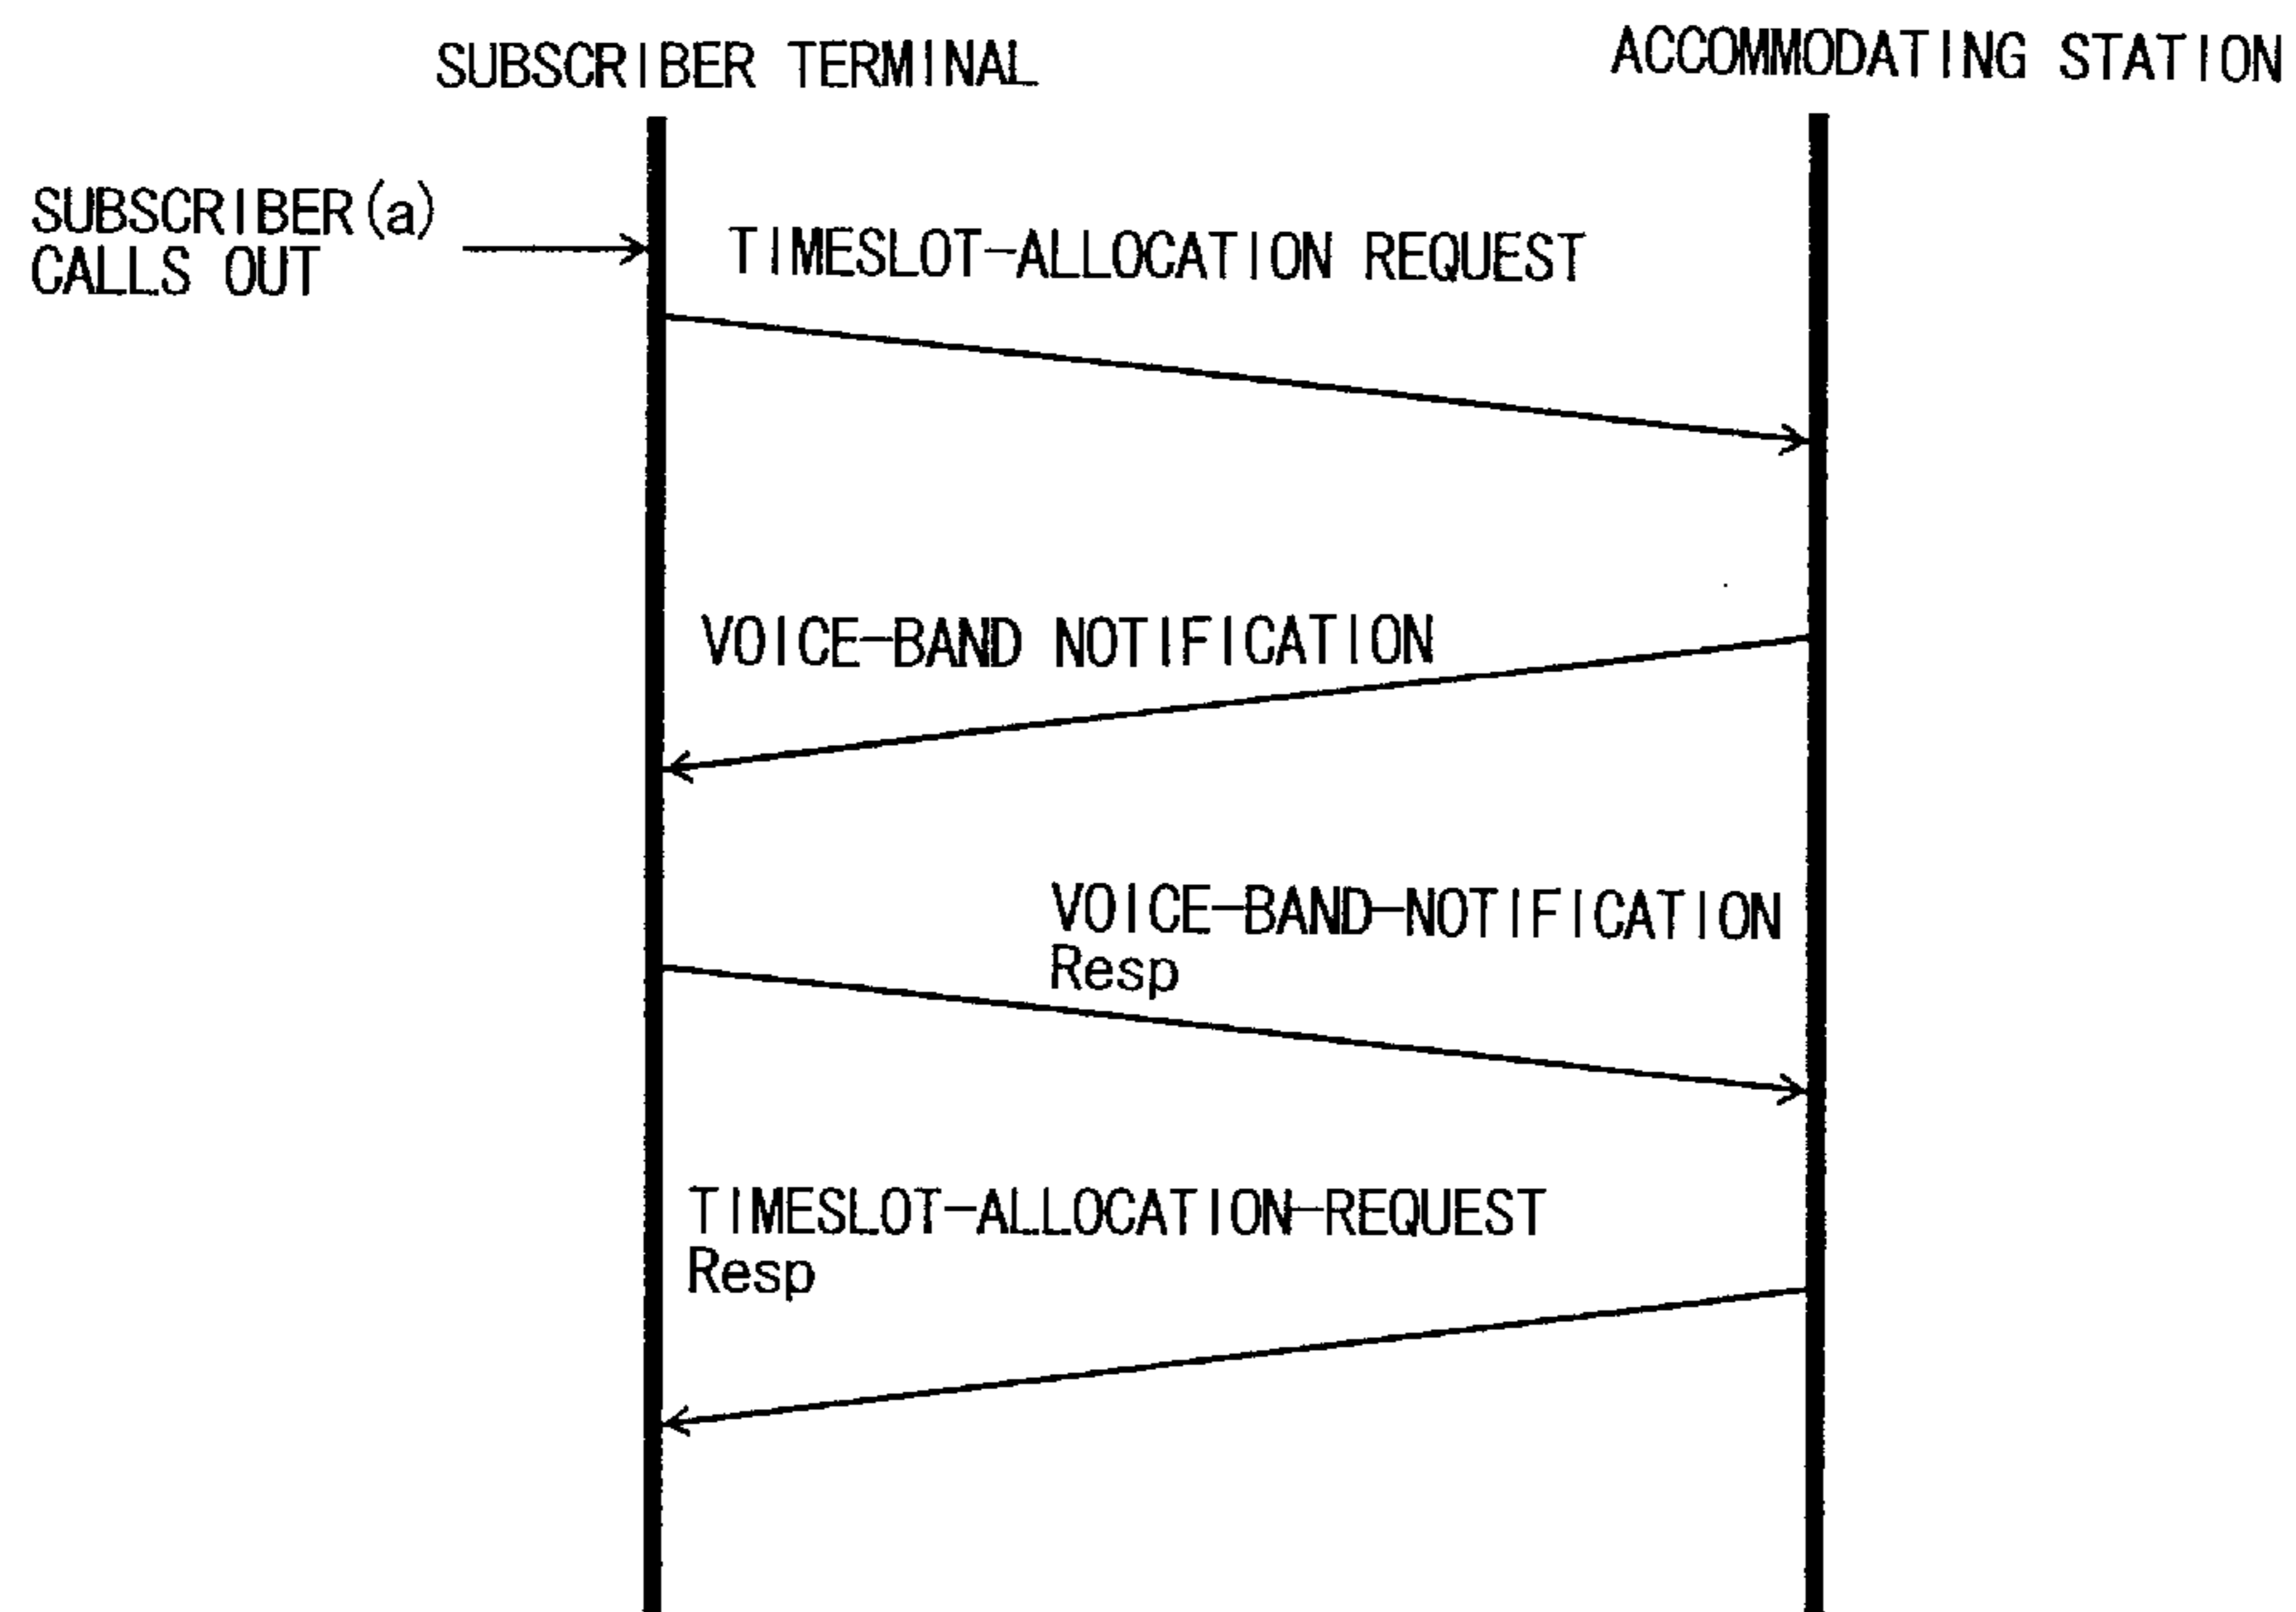 SUBSCRIBER TERMINAL
ACCOMMODATING STATION
SUBSCRIBER(a)
CALLS OUT
TIMESLOT-ALLOCATION REQUEST
VOICE-BAND NOTIFICATION
VOICE-BAND-NOTIFICATION
Resp
TIMESLOT-ALLOCATION-REQUEST
Resp